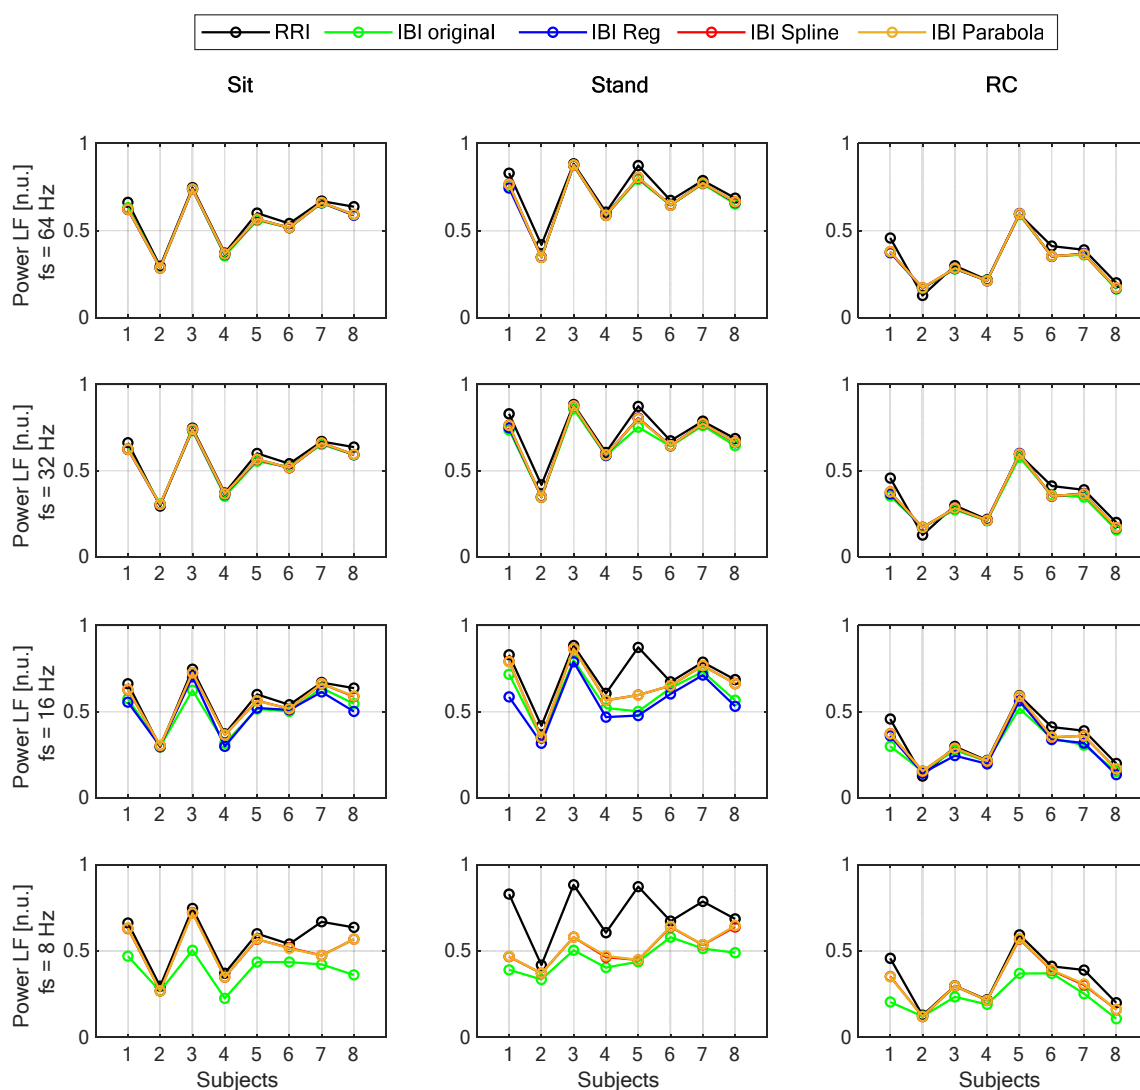 RRI IBI original IBI Reg IBI Spline IBI Parabola
Sit Stand RC
Power LF [n.u.]
fs = 64 Hz
1
0.5
0
1 2 3 4 5 6 7 8
1
0.5
0
1 2 3 4 5 6 7 8
1
0.5
0
1 2 3 4 5 6 7 8
Power LF [n.u.]
fs = 32 Hz
1
0.5
0
1 2 3 4 5 6 7 8
1
0.5
0
1 2 3 4 5 6 7 8
1
0.5
0
1 2 3 4 5 6 7 8
Power LF [n.u.]
fs = 16 Hz
1
0.5
0
1 2 3 4 5 6 7 8
1
0.5
0
1 2 3 4 5 6 7 8
1
0.5
0
1 2 3 4 5 6 7 8
Power LF [n.u.]
fs = 8 Hz
1
0.5
0
1 2 3 4 5 6 7 8
Subjects
1
0.5
0
1 2 3 4 5 6 7 8
Subjects
1
0.5
0
1 2 3 4 5 6 7 8
Subjects